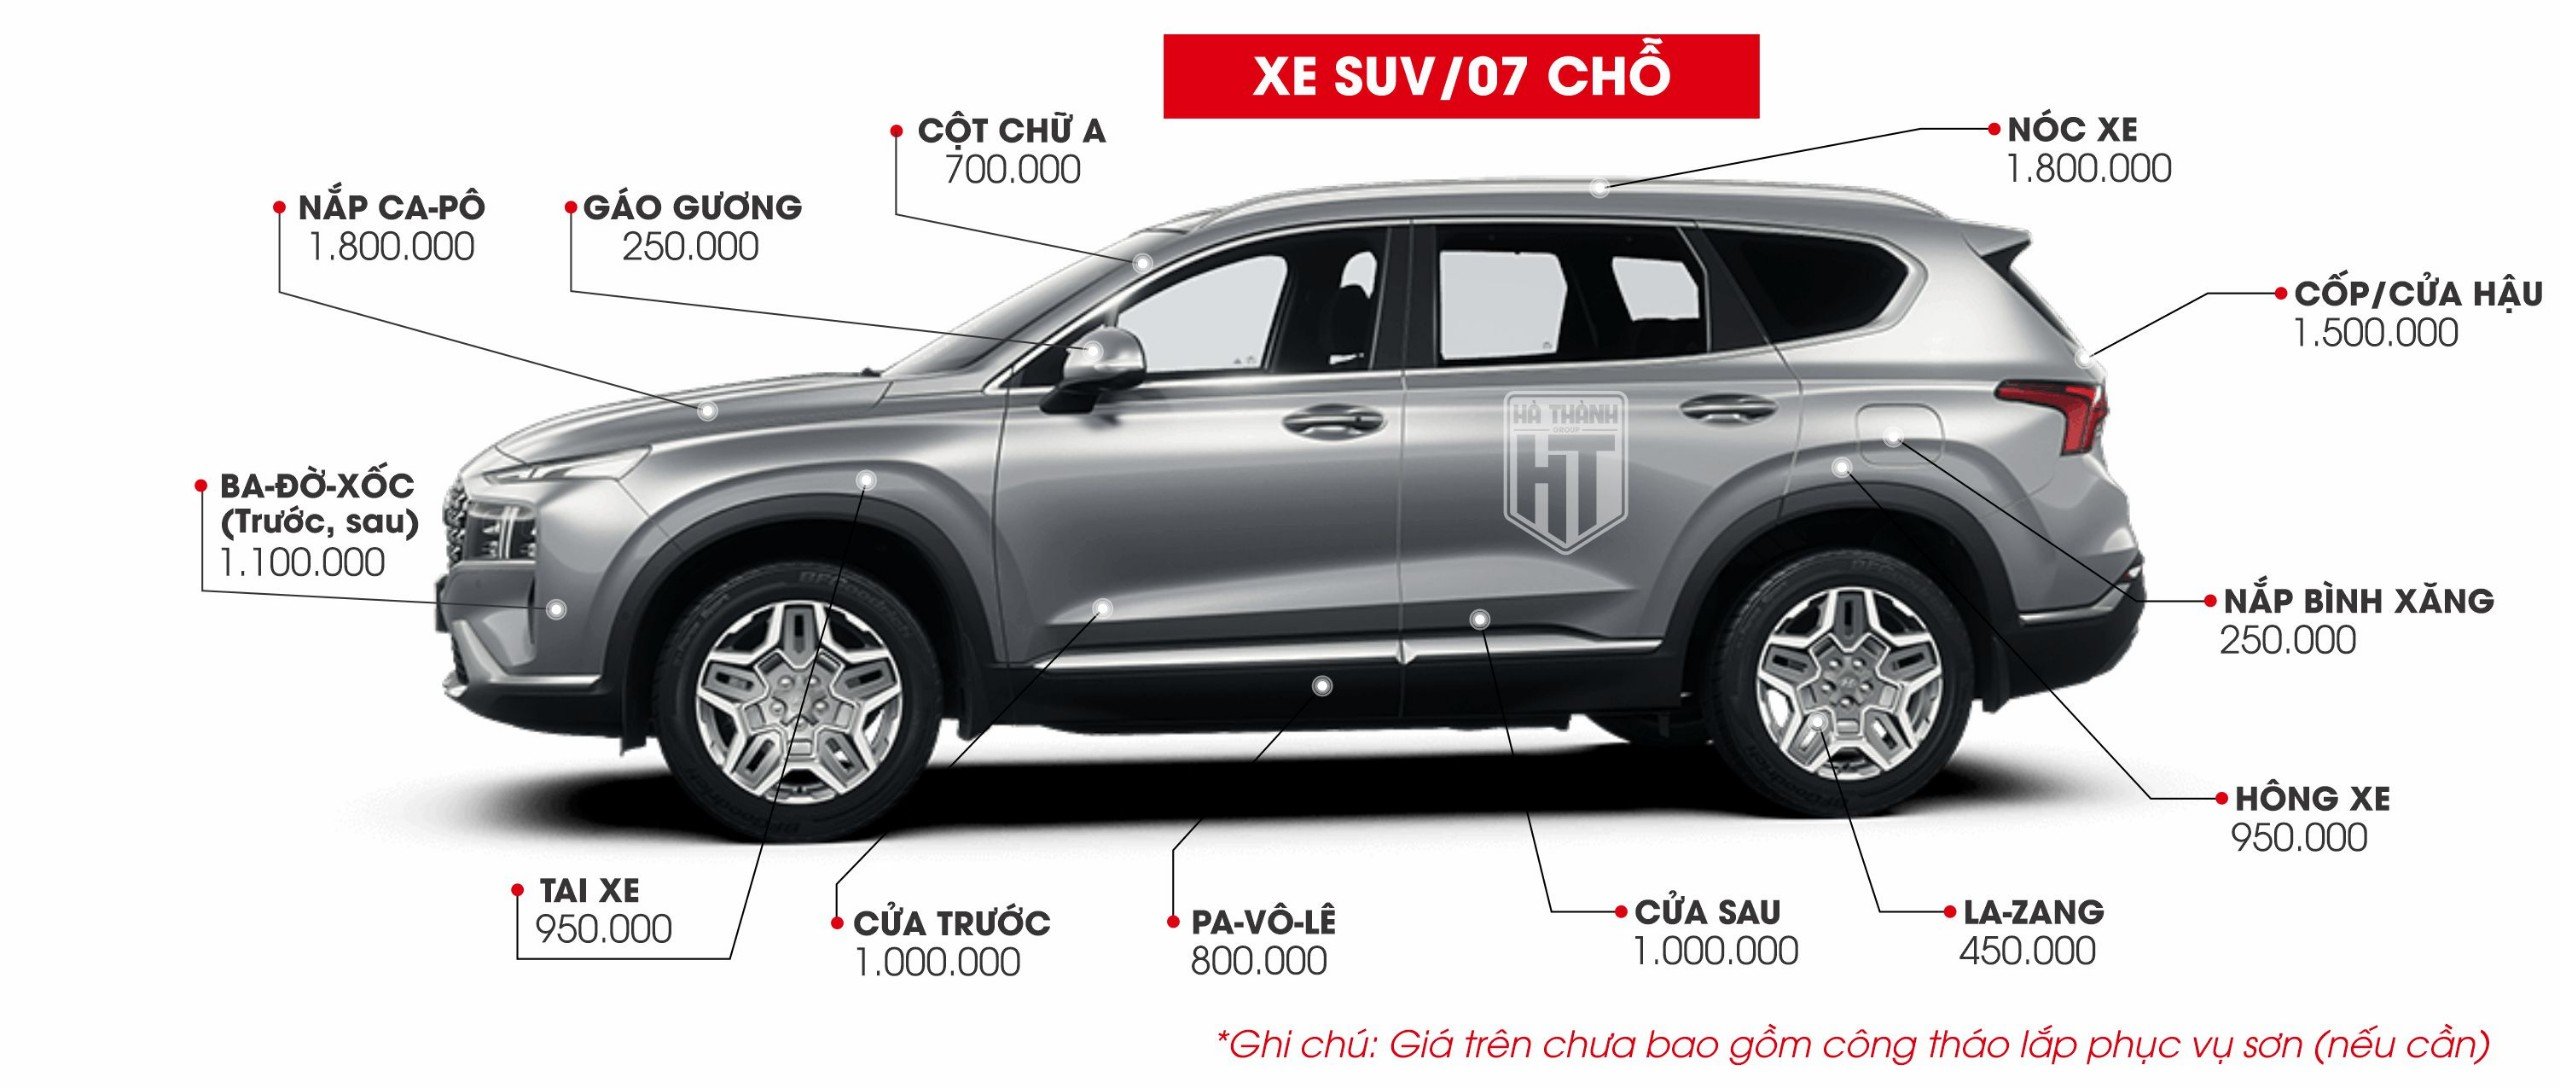 XE SUV/07 CHỖ
CỘT CHỮ A
700.000
NÓC XE
1.800.000
NẮP CA-PÔ
1.800.000
GÁO GƯƠNG
250.000
CỐP/CỬA HẬU
1.500.000
HÀ THÀNH
GROUP
HT
BA-ĐỜ-XỐC
(Trước, sau)
1.100.000
NẮP BÌNH XĂNG
250.000
HÔNG XE
950.000
TAI XE
950.000
CỬA TRƯỚC
1.000.000
PA-VÔ-LÊ
800.000
CỬA SAU
1.000.000
LA-ZANG
450.000
*Ghi chú: Giá trên chưa bao gồm công tháo lắp phục vụ sơn (nếu cần)